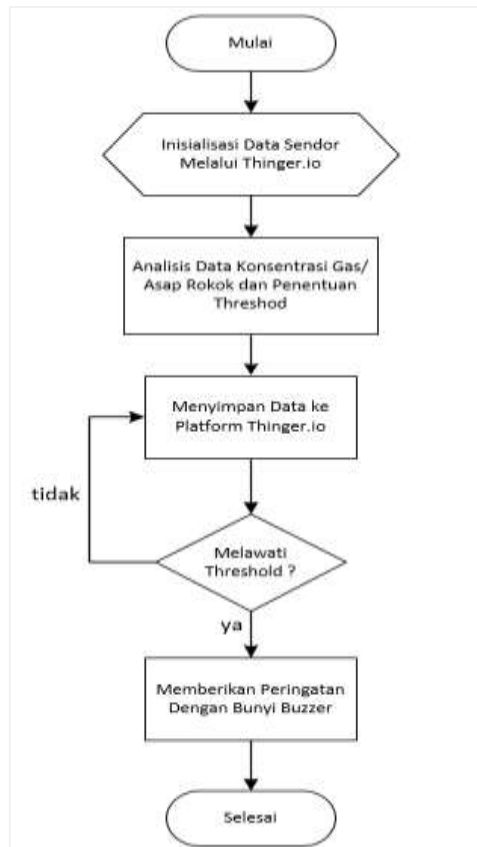 Mulai
Inisialisasi Data Sendor
Melalui Thinger.io
Analisis Data Konsentrasi Gas/
Asap Rokok dan Penentuan
Threshod
Menyimpan Data ke
Platform Thinger.io
tidak
Melawati
Threshold ?
ya
Memberikan Peringatan
Dengan Bunyi Buzzer
Selesai